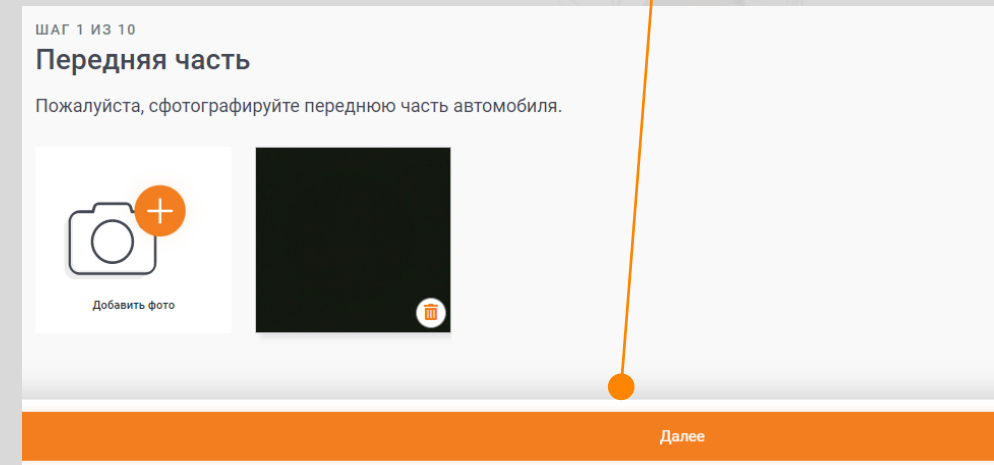 ШАГ 1 ИЗ 10
Передняя часть
Пожалуйста, сфотографируйте переднюю часть автомобиля.
Добавить фото
Далее